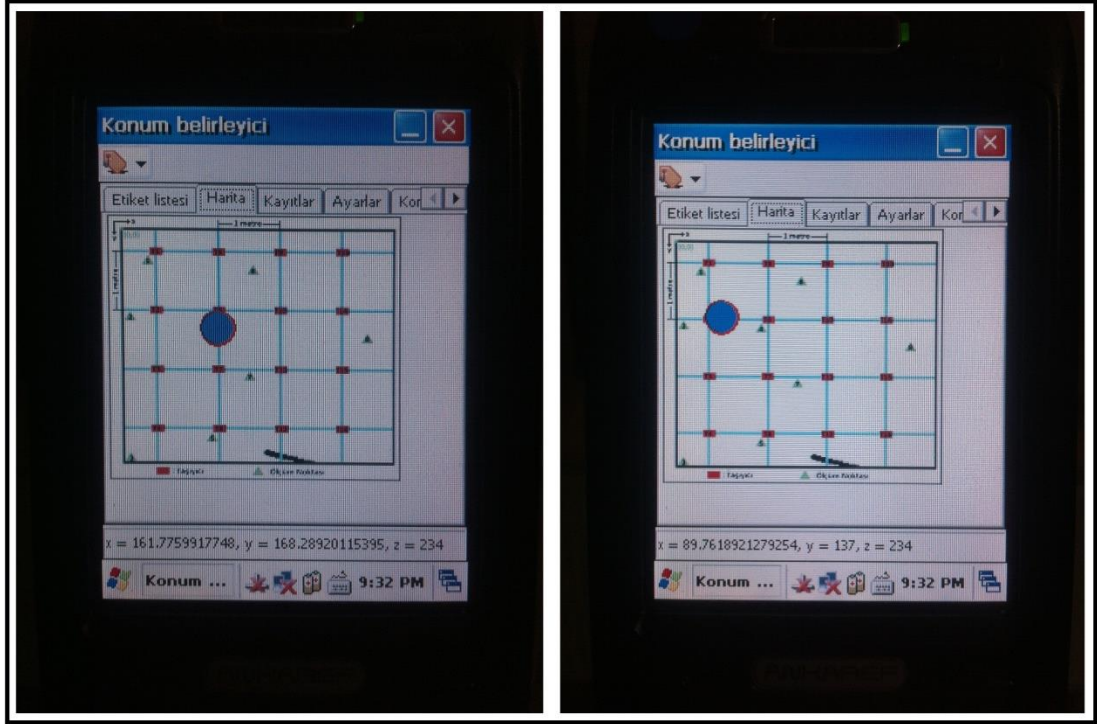 Konum belirleyici
Etiket listesi Harita Kayıtlar Ayarlar Kor
x
y
1 metre
1 metre
Taşıyıcı
Ölçüm Noktası
x = 161.7759917748, y = 168.28920115395, z = 234
Konum ... 9:32 PM
Konum belirleyici
Etiket listesi Harita Kayıtlar Ayarlar Kor
x
y
1 metre
1 metre
Taşıyıcı
Ölçüm Noktası
x = 89.7618921279254, y = 137, z = 234
Konum ... 9:32 PM